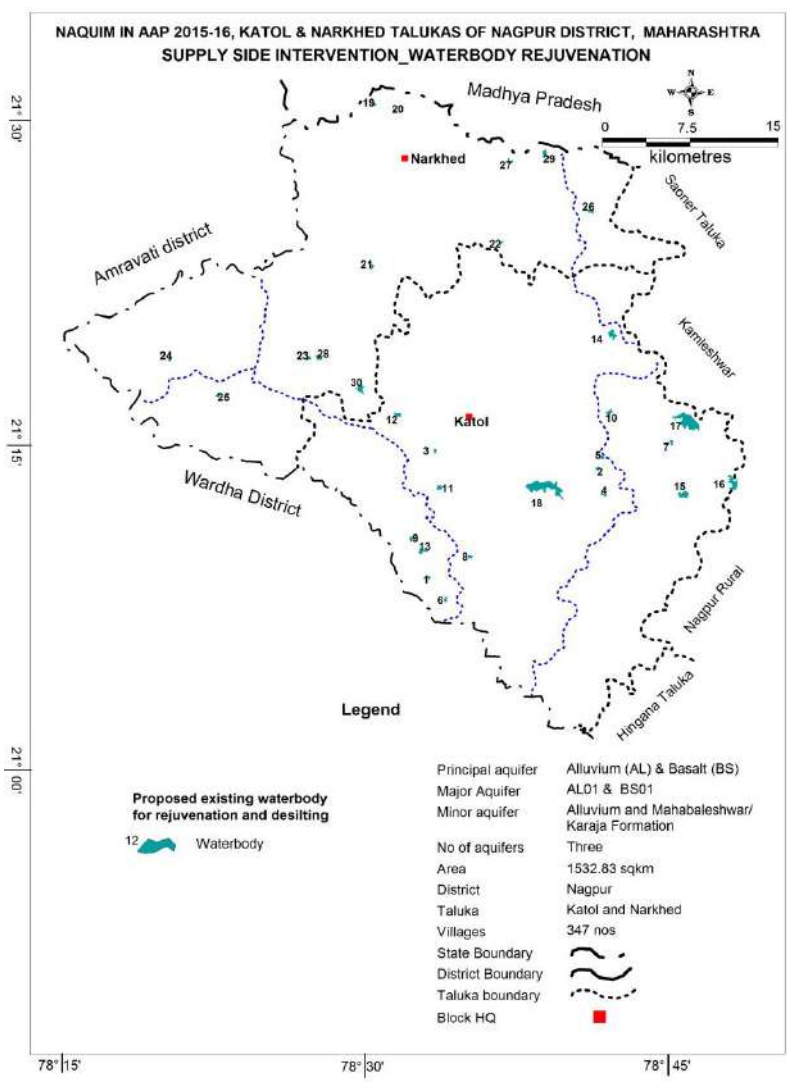 NAQUIM IN AAP 2015-16, KATOL & NARKHED TALUKAS OF NAGPUR DISTRICT, MAHARASHTRA
SUPPLY SIDE INTERVENTION_WATERBODY REJUVENATION
Madhya Pradesh
N
W E
S
0 7.5 15
kilometres
21° 30'
19
20
Narkhed
27
29
26
Saoner Taluka
22
Amravati district
21
14
Kamleshwar
24
23 28
30
25
12
Katol
10
17
7
21° 15'
3
5
2
Wardha District
11
18
4
15
16
9
13
8
1
6
Nagpur Rural
Hingana Taluka
Legend
21° 00'
Proposed existing waterbody
for rejuvenation and desilting
12 Waterbody
Principal aquifer Alluvium (AL) & Basalt (BS)
Major Aquifer AL01 & BS01
Minor aquifer Alluvium and Mahabaleshwar/
Karaja Formation
No of aquifers Three
Area 1532.83 sqkm
District Nagpur
Taluka Katol and Narkhed
Villages 347 nos
State Boundary
District Boundary
Taluka boundary
Block HQ
78° 15' 78° 30' 78° 45'